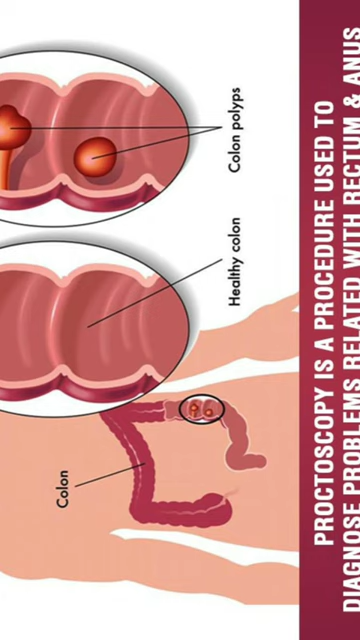 Colon polyps
Healthy colon
Colon
PROCTOSCOPY IS A PROCEDURE USED TO
DIAGNOSE PROBLEMS RELATED WITH RECTUM & ANUS